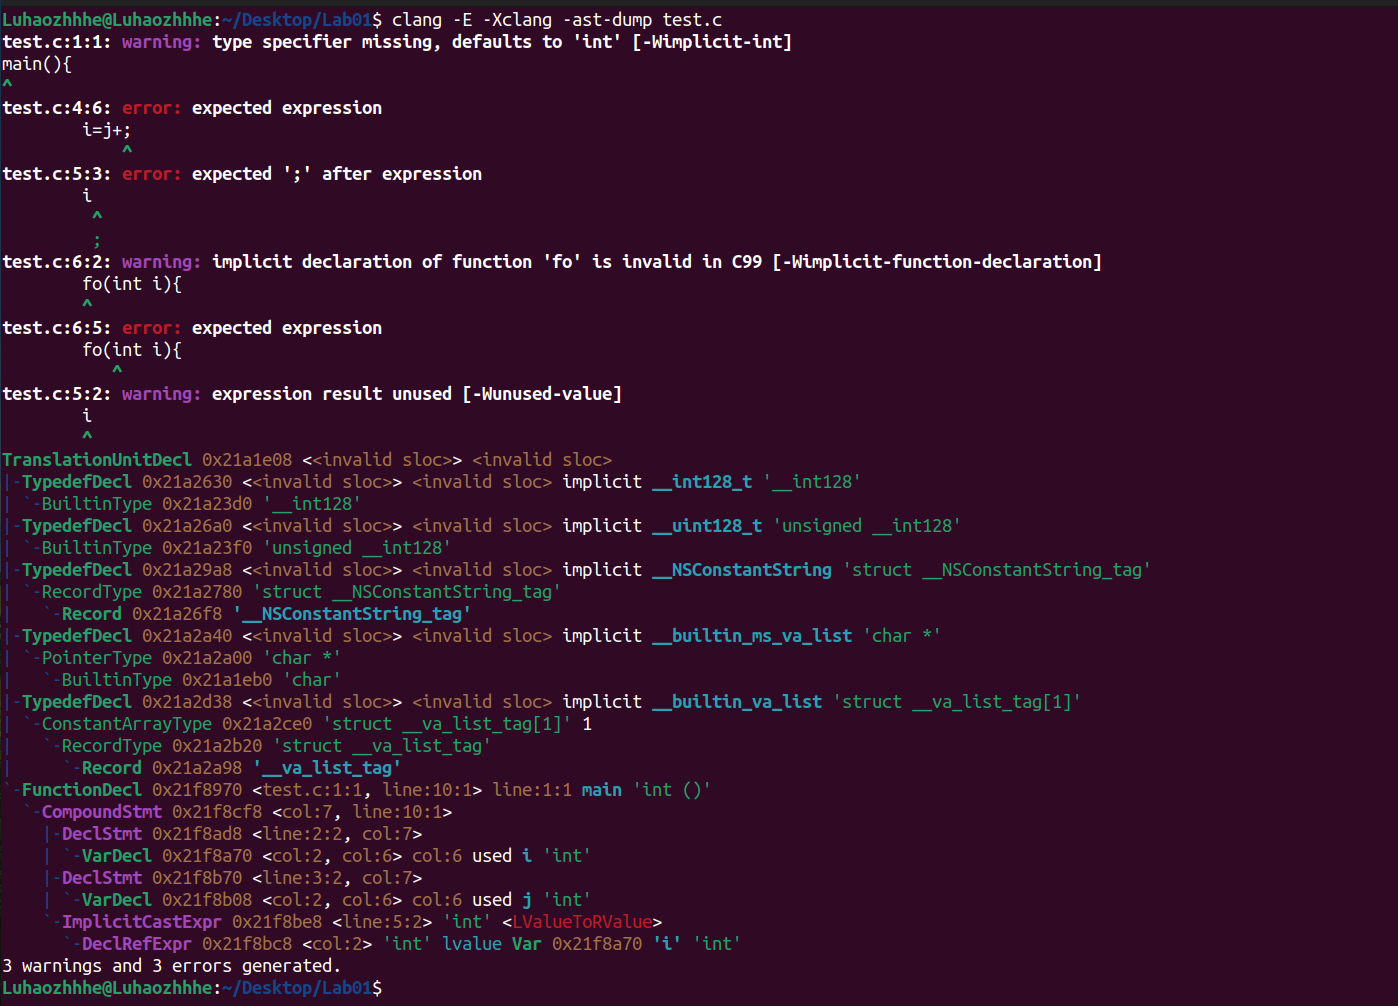 Luhaozhhhe@Luhaozhhhe:~/Desktop/Lab01$ clang -E -Xclang -ast-dump test.c
test.c:1:1: warning: type specifier missing, defaults to 'int' [-Wimplicit-int]
main(){
^
test.c:4:6: error: expected expression
        i=j+;
            ^
test.c:5:3: error: expected ';' after expression
        i
         ^
         ;
test.c:6:2: warning: implicit declaration of function 'fo' is invalid in C99 [-Wimplicit-function-declaration]
        fo(int i){
        ^
test.c:6:5: error: expected expression
        fo(int i){
           ^
test.c:5:2: warning: expression result unused [-Wunused-value]
        i
        ^
TranslationUnitDecl 0x21a1e08 <<invalid sloc>> <invalid sloc>
|-TypedefDecl 0x21a2630 <<invalid sloc>> <invalid sloc> implicit __int128_t '__int128'
| `-BuiltinType 0x21a23d0 '__int128'
|-TypedefDecl 0x21a26a0 <<invalid sloc>> <invalid sloc> implicit __uint128_t 'unsigned __int128'
| `-BuiltinType 0x21a23f0 'unsigned __int128'
|-TypedefDecl 0x21a29a8 <<invalid sloc>> <invalid sloc> implicit __NSConstantString 'struct __NSConstantString_tag'
| `-RecordType 0x21a2780 'struct __NSConstantString_tag'
|   `-Record 0x21a26f8 '__NSConstantString_tag'
|-TypedefDecl 0x21a2a40 <<invalid sloc>> <invalid sloc> implicit __builtin_ms_va_list 'char *'
| `-PointerType 0x21a2a00 'char *'
|   `-BuiltinType 0x21a1eb0 'char'
|-TypedefDecl 0x21a2d38 <<invalid sloc>> <invalid sloc> implicit __builtin_va_list 'struct __va_list_tag[1]'
| `-ConstantArrayType 0x21a2ce0 'struct __va_list_tag[1]' 1
|   `-RecordType 0x21a2b20 'struct __va_list_tag'
|     `-Record 0x21a2a98 '__va_list_tag'
`-FunctionDecl 0x21f8970 <test.c:1:1, line:10:1> line:1:1 main 'int ()'
  `-CompoundStmt 0x21f8cf8 <col:7, line:10:1>
    |-DeclStmt 0x21f8ad8 <line:2:2, col:7>
    | `-VarDecl 0x21f8a70 <col:2, col:6> col:6 used i 'int'
    |-DeclStmt 0x21f8b70 <line:3:2, col:7>
    | `-VarDecl 0x21f8b08 <col:2, col:6> col:6 used j 'int'
    `-ImplicitCastExpr 0x21f8be8 <line:5:2> 'int' <LValueToRValue>
      `-DeclRefExpr 0x21f8bc8 <col:2> 'int' lvalue Var 0x21f8a70 'i' 'int'
3 warnings and 3 errors generated.
Luhaozhhhe@Luhaozhhhe:~/Desktop/Lab01$